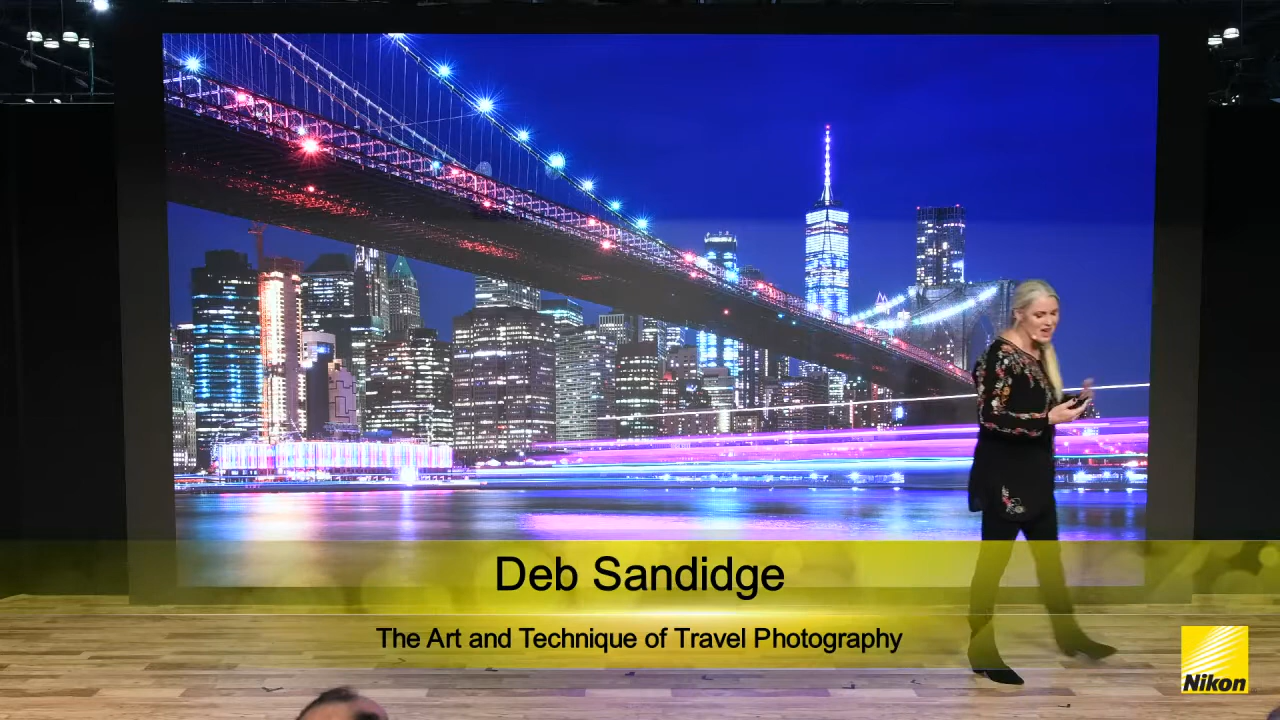 Deb Sandidge
The Art and Technique of Travel Photography
Nikon